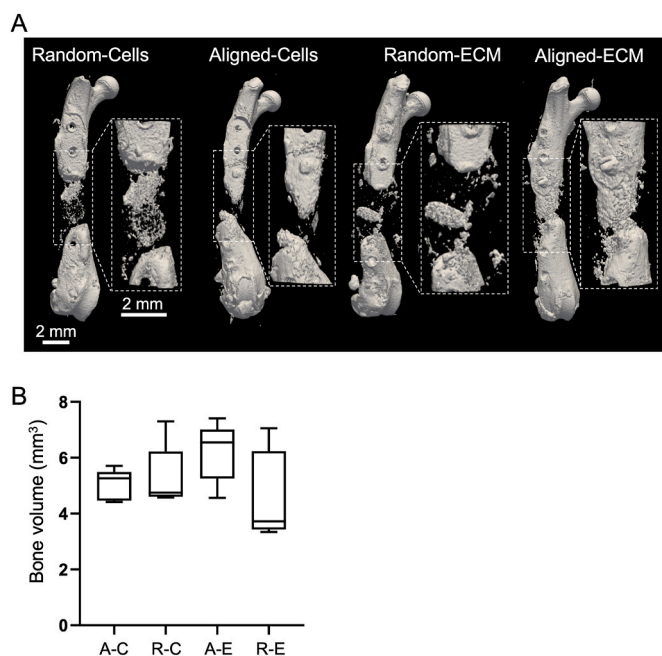 A
Random-Cells Aligned-Cells Random-ECM Aligned-ECM
2 mm
2 mm
B
8
6
4
2
0
Bone volume (mm³)
A-C R-C A-E R-E